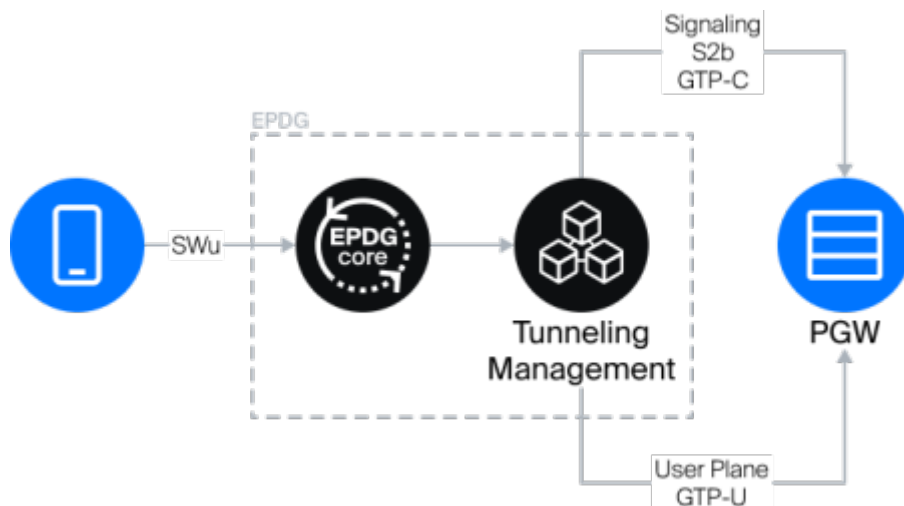 Signaling
S2b
GTP-C
EPDG
SWu
EPDG
core
Tunneling
Management
PGW
User Plane
GTP-U